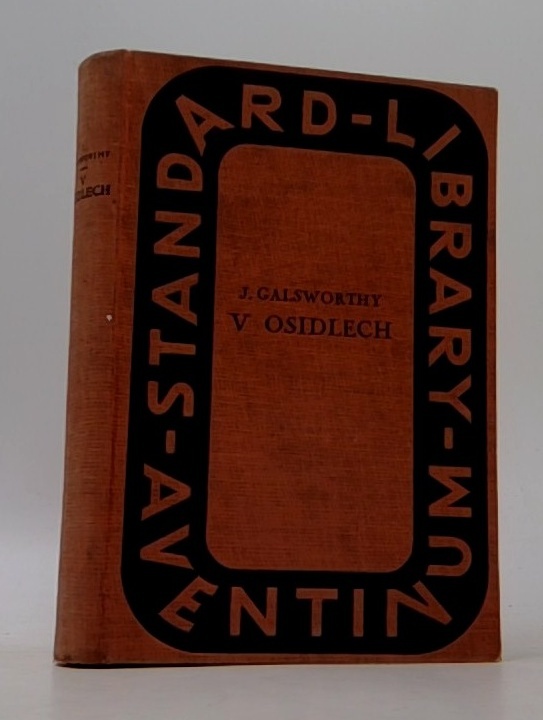 STANDARD-LIBRARY-
AVENTINUM-
J. GALSWORTHY
V OSIDLECH
V